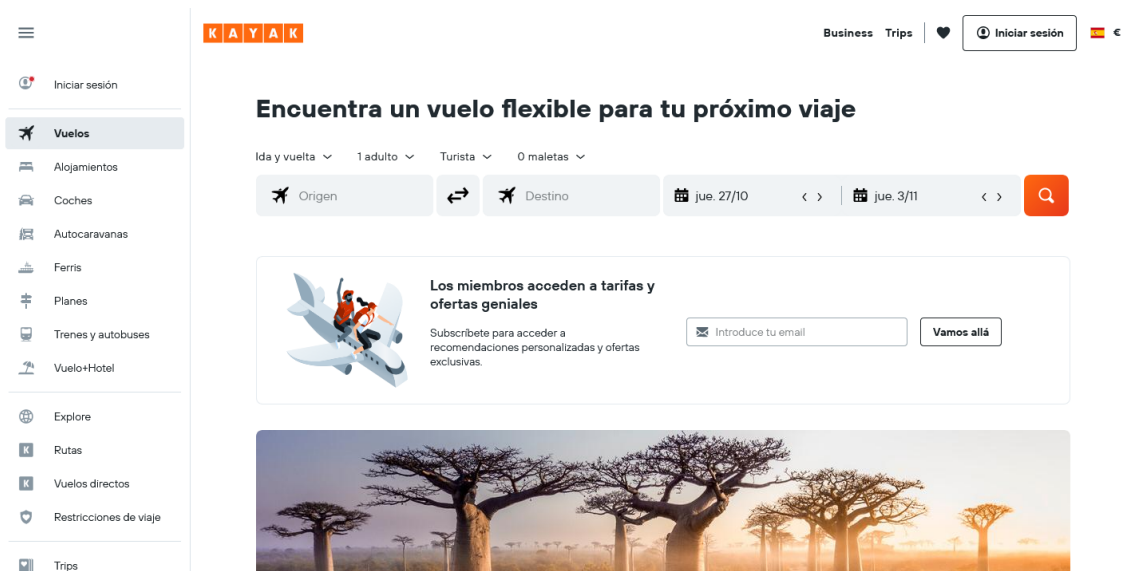 KAYAK
Business
Trips
Iniciar sesión
€
Iniciar sesión
Vuelos
Alojamientos
Coches
Autocaravanas
Ferris
Planes
Trenes y autobuses
Vuelo+Hotel
Explore
K Rutas
K Vuelos directos
Restricciones de viaje
Trips
Encuentra un vuelo flexible para tu próximo viaje
Ida y vuelta
1 adulto
Turista
0 maletas
Origen
Destino
jue. 27/10
jue. 3/11
Los miembros acceden a tarifas y
ofertas geniales
Subscríbete para acceder a
recomendaciones personalizadas y ofertas
exclusivas.
Introduce tu email
Vamos allá